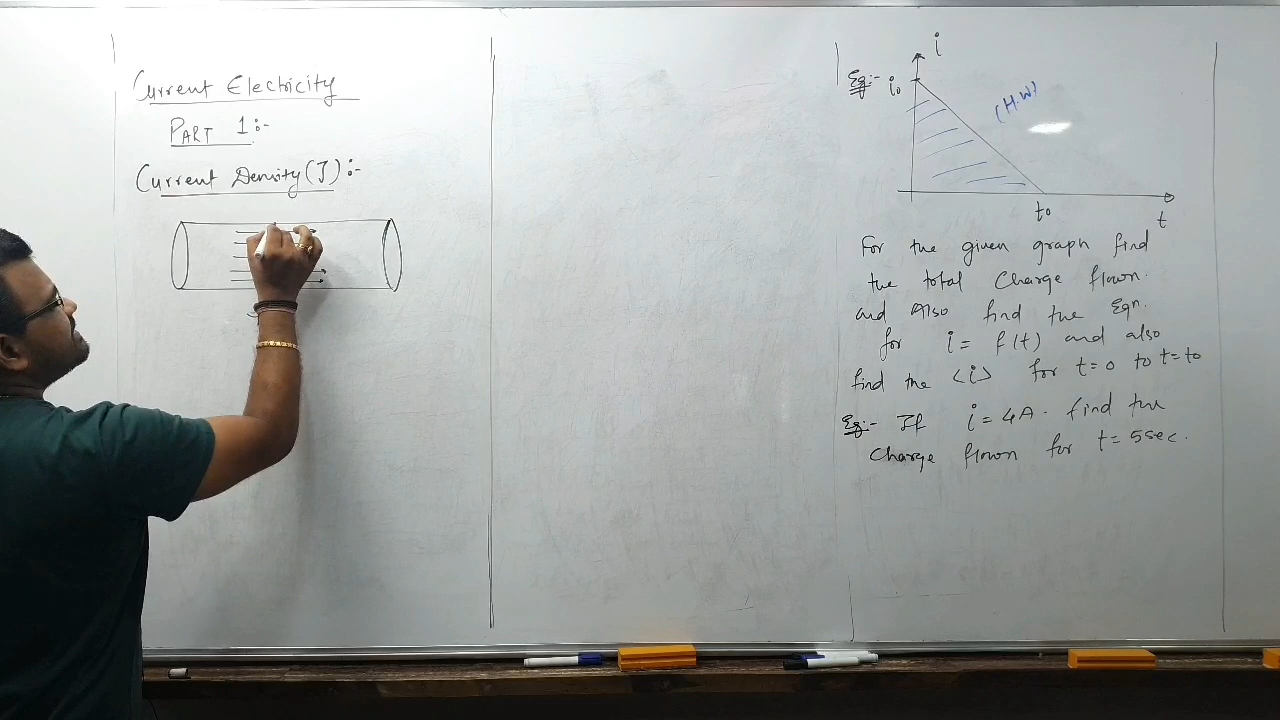 Current Electricity
PART 1:-
Current Density (J):-
i
Eg:- i₀
(H.W)
t₀
t
For the given graph find
the total Charge flown.
and Also find the Eqn.
for i = f(t) and also
find the <i> for t=0 to t=t₀
Eg:- If i = 4A. find the
Charge flown for t = 5sec.